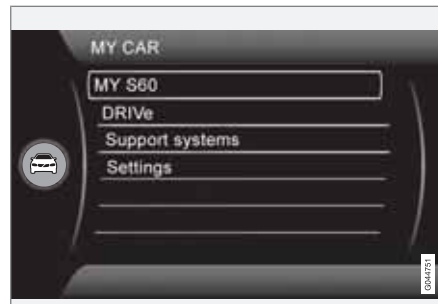 MY CAR
MY S60
DRIVe
Support systems
Settings
G044751